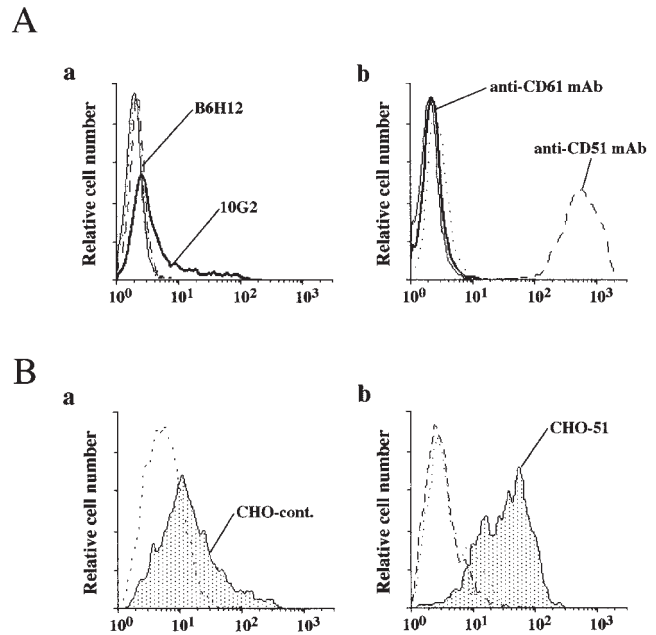 A
a
b
Relative cell number
B6H12
10G2
10⁰ 10¹ 10² 10³
Relative cell number
anti-CD61 mAb
anti-CD51 mAb
10⁰ 10¹ 10² 10³
B
a
b
Relative cell number
CHO-cont.
10⁰ 10¹ 10² 10³
Relative cell number
CHO-51
10⁰ 10¹ 10² 10³